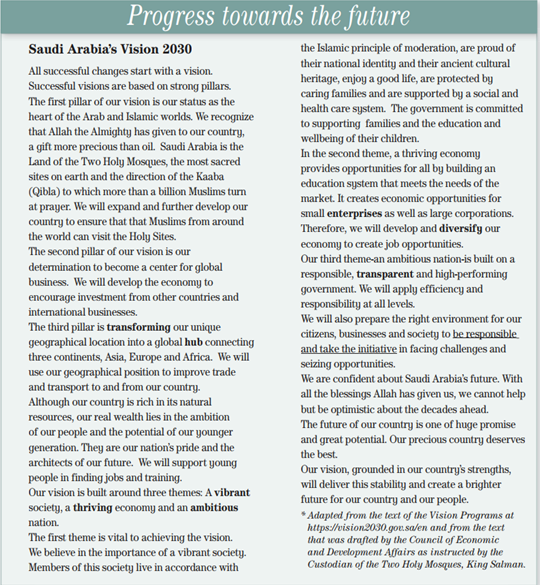 Progress towards the future
Saudi Arabia's Vision 2030
All successful changes start with a vision.
Successful visions are based on strong pillars.
The first pillar of our vision is our status as the
heart of the Arab and Islamic worlds. We recognize
that Allah the Almighty has given to our country,
a gift more precious than oil. Saudi Arabia is the
Land of the Two Holy Mosques, the most sacred
sites on earth and the direction of the Kaaba
(Qibla) to which more than a billion Muslims turn
at prayer. We will expand and further develop our
country to ensure that that Muslims from around
the world can visit the Holy Sites.
The second pillar of our vision is our
determination to become a center for global
business. We will develop the economy to
encourage investment from other countries and
international businesses.
The third pillar is transforming our unique
geographical location into a global hub connecting
three continents, Asia, Europe and Africa. We will
use our geographical position to improve trade
and transport to and from our country.
Although our country is rich in its natural
resources, our real wealth lies in the ambition
of our people and the potential of our younger
generation. They are our nation's pride and the
architects of our future. We will support young
people in finding jobs and training.
Our vision is built around three themes: A vibrant
society, a thriving economy and an ambitious
nation.
The first theme is vital to achieving the vision.
We believe in the importance of a vibrant society.
Members of this society live in accordance with
the Islamic principle of moderation, are proud of
their national identity and their ancient cultural
heritage, enjoy a good life, are protected by
caring families and are supported by a social and
health care system. The government is committed
to supporting families and the education and
wellbeing of their children.
In the second theme, a thriving economy
provides opportunities for all by building an
education system that meets the needs of the
market. It creates economic opportunities for
small enterprises as well as large corporations.
Therefore, we will develop and diversify our
economy to create job opportunities.
Our third theme-an ambitious nation-is built on a
responsible, transparent and high-performing
government. We will apply efficiency and
responsibility at all levels.
We will also prepare the right environment for our
citizens, businesses and society to be responsible
and take the initiative in facing challenges and
seizing opportunities.
We are confident about Saudi Arabia's future. With
all the blessings Allah has given us, we cannot help
but be optimistic about the decades ahead.
The future of our country is one of huge promise
and great potential. Our precious country deserves
the best.
Our vision, grounded in our country's strengths,
will deliver this stability and create a brighter
future for our country and our people.
* Adapted from the text of the Vision Programs at
https://vision2030.gov.sa/en and from the text
that was drafted by the Council of Economic
and Development Affairs as instructed by the
Custodian of the Two Holy Mosques, King Salman.